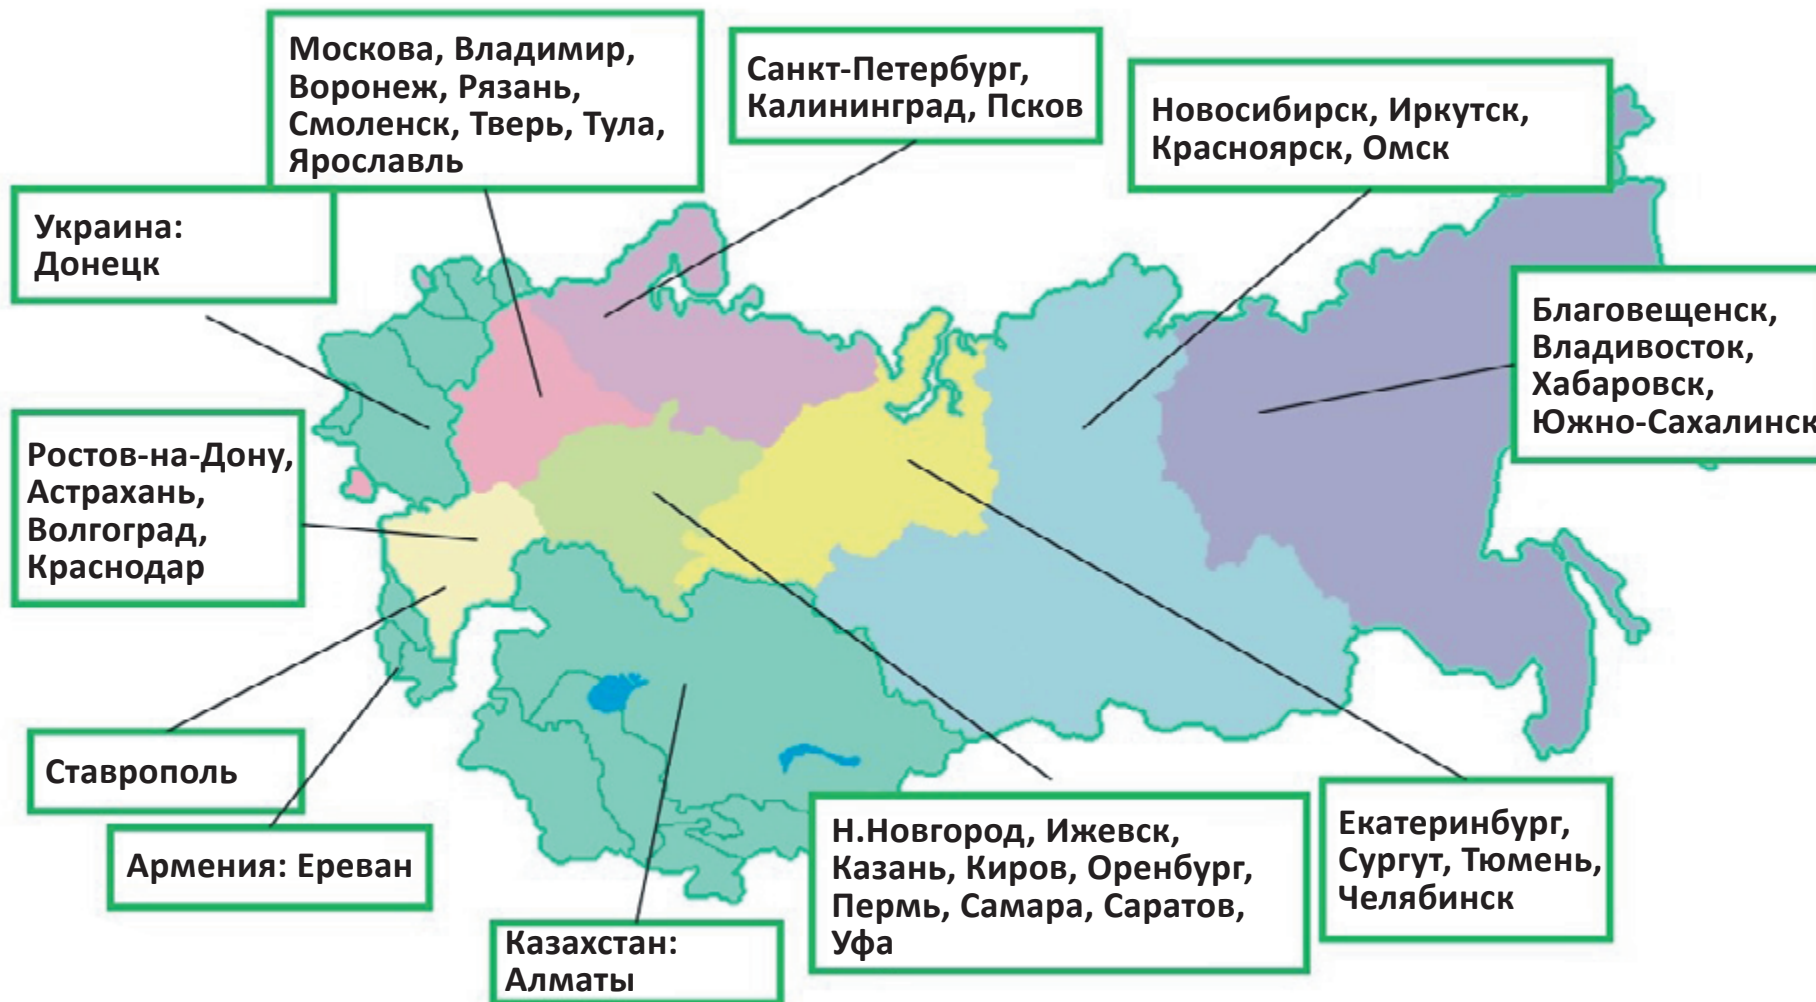 Москова, Владимир,
Воронеж, Рязань,
Смоленск, Тверь, Тула,
Ярославль
Санкт-Петербург,
Калининград, Псков
Новосибирск, Иркутск,
Красноярск, Омск
Украина:
Донецк
Благовещенск,
Владивосток,
Хабаровск,
Южно-Сахалинск
Ростов-на-Дону,
Астрахань,
Волгоград,
Краснодар
Ставрополь
Армения: Ереван
Казахстан:
Алматы
Н.Новгород, Ижевск,
Казань, Киров, Оренбург,
Пермь, Самара, Саратов,
Уфа
Екатеринбург,
Сургут, Тюмень,
Челябинск